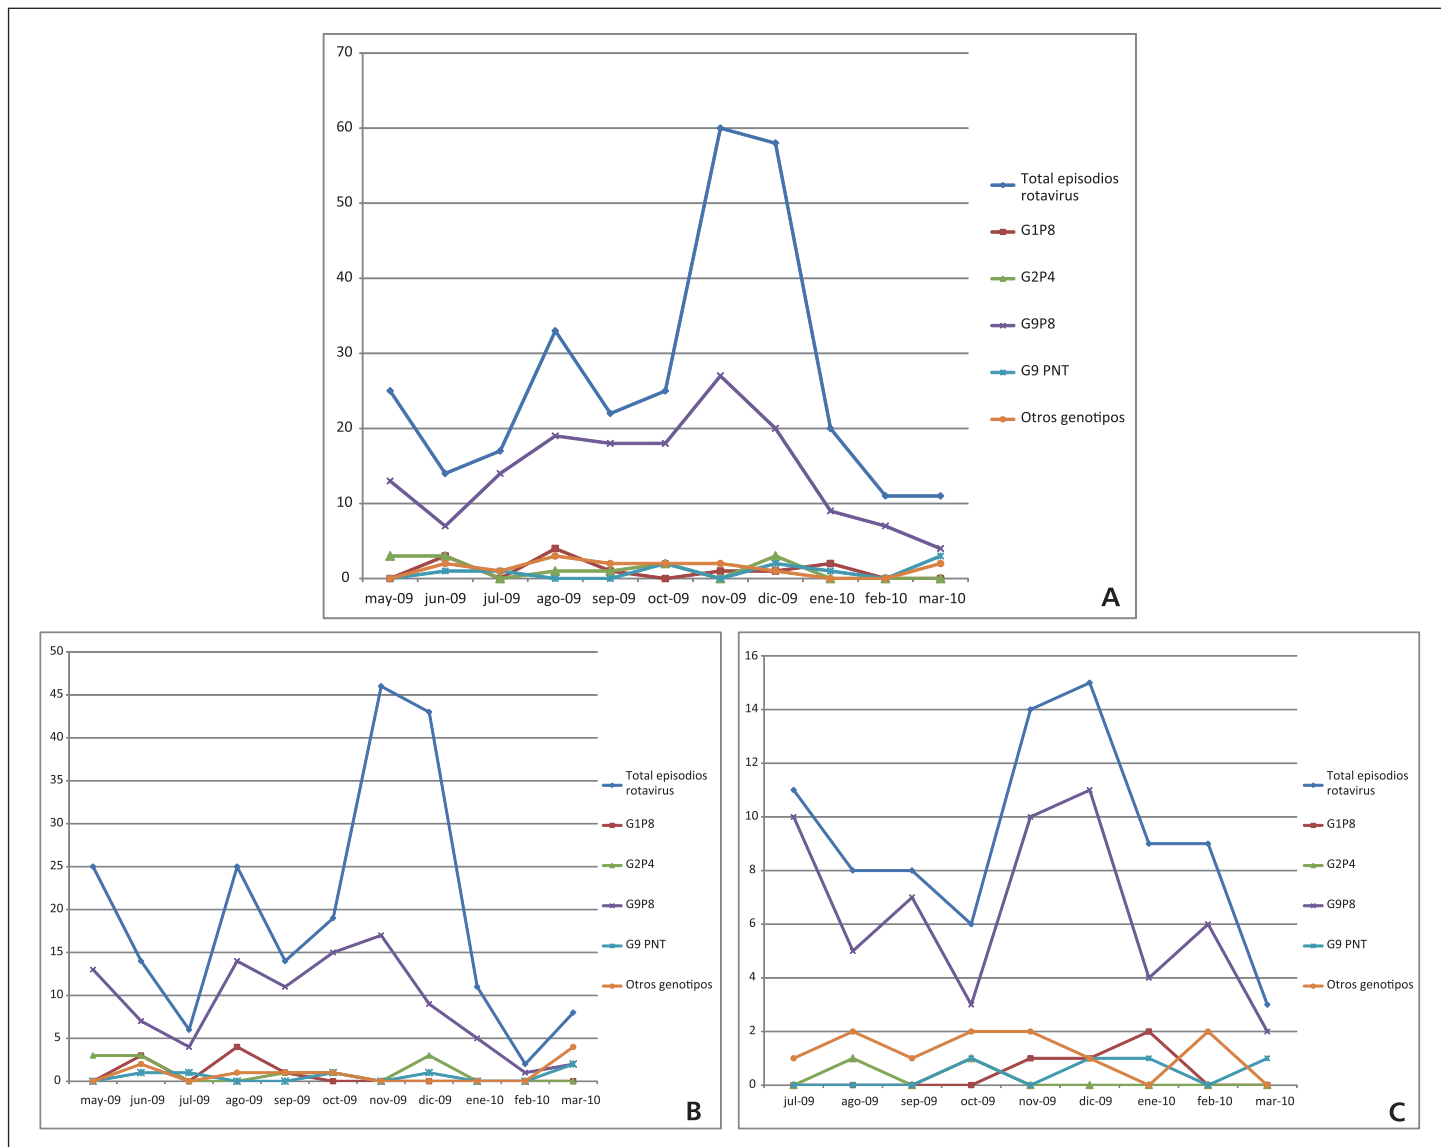 70
60
50
40
30
20
10
0
may-09 jun-09 jul-09 ago-09 sep-09 oct-09 nov-09 dic-09 ene-10 feb-10 mar-10
Total episodios
rotavirus
G1P8
G2P4
G9P8
G9 PNT
Otros genotipos
A
50
45
40
35
30
25
20
15
10
5
0
may-09 jun-09 jul-09 ago-09 sep-09 oct-09 nov-09 dic-09 ene-10 feb-10 mar-10
Total episodios
rotavirus
G1P8
G2P4
G9P8
G9 PNT
Otros genotipos
B
16
14
12
10
8
6
4
2
0
jul-09 ago-09 sep-09 oct-09 nov-09 dic-09 ene-10 feb-10 mar-10
Total episodios
rotavirus
G1P8
G2P4
G9P8
G9 PNT
Otros genotipos
C